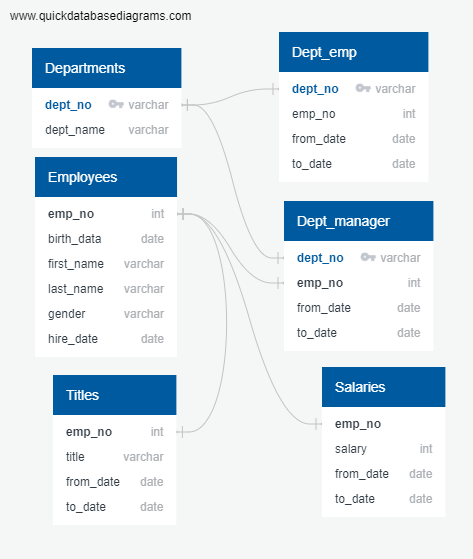 www.quickdatabasediagrams.com
Departments
dept_no varchar
dept_name varchar
Dept_emp
dept_no varchar
emp_no int
from_date date
to_date date
Employees
emp_no int
birth_data date
first_name varchar
last_name varchar
gender varchar
hire_date date
Dept_manager
dept_no varchar
emp_no int
from_date date
to_date date
Titles
emp_no int
title varchar
from_date date
to_date date
Salaries
emp_no
salary int
from_date date
to_date date